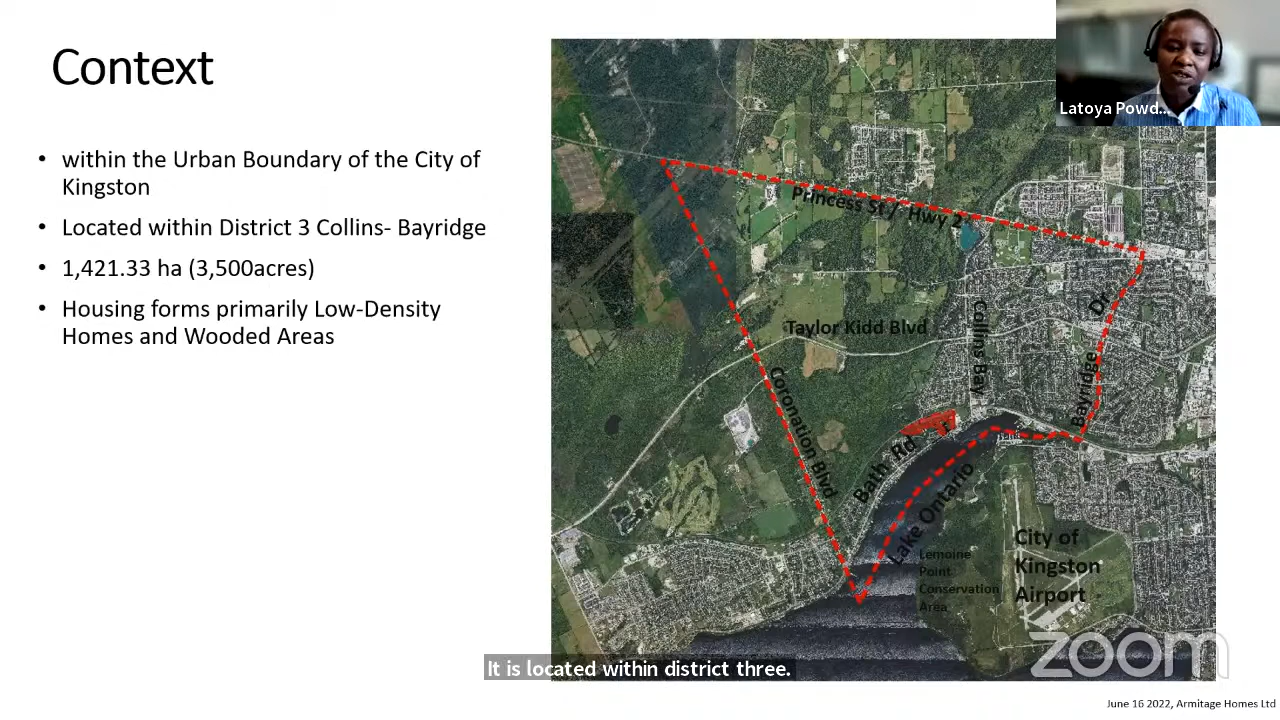 Context
Latoya Powd...
• within the Urban Boundary of the City of
Kingston
• Located within District 3 Collins- Bayridge
• 1,421.33 ha (3,500acres)
• Housing forms primarily Low-Density
Homes and Wooded Areas
Princess St / Hwy 2
Taylor Kidd Blvd
Collins Bay
Bayridge Dr
Coronation Blvd
Bath Rd
Lake Ontario
Lemoine
Point
Conservation
Area
City of
Kingston
Airport
zoom
It is located within district three.
June 16 2022, Armitage Homes Ltd